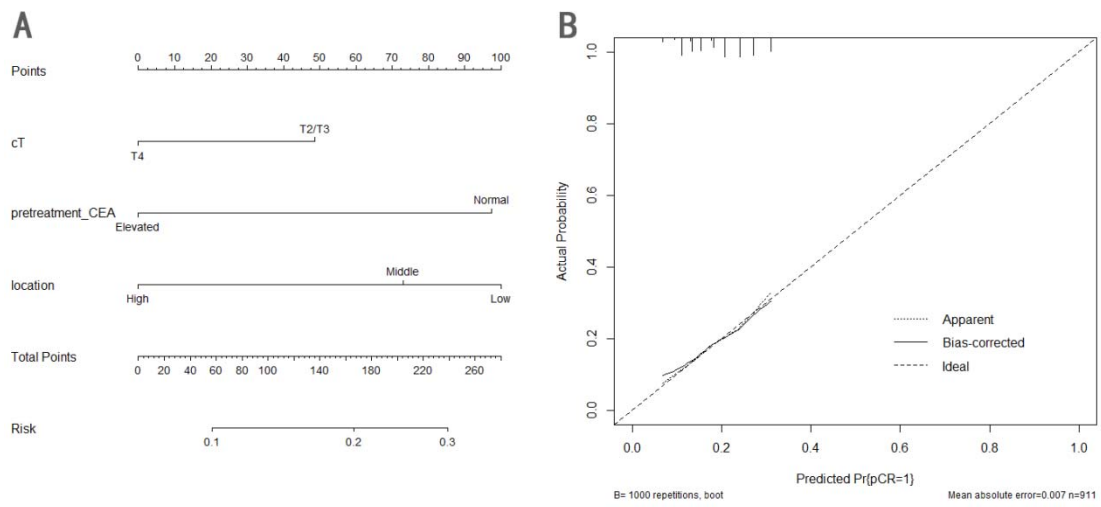 A
0 10 20 30 40 50 60 70 80 90 100
Points
T2/T3
cT
T4
Normal
pretreatment_CEA
Elevated
Middle
location
High Low
Total Points
0 20 40 60 80 100 140 180 220 260
Risk
0.1 0.2 0.3
B
1.0
0.8
0.6
0.4
0.2
0.0
Actual Probability
Apparent
Bias-corrected
Ideal
0.0 0.2 0.4 0.6 0.8 1.0
Predicted Pr{pCR=1}
B= 1000 repetitions, boot
Mean absolute error=0.007 n=911